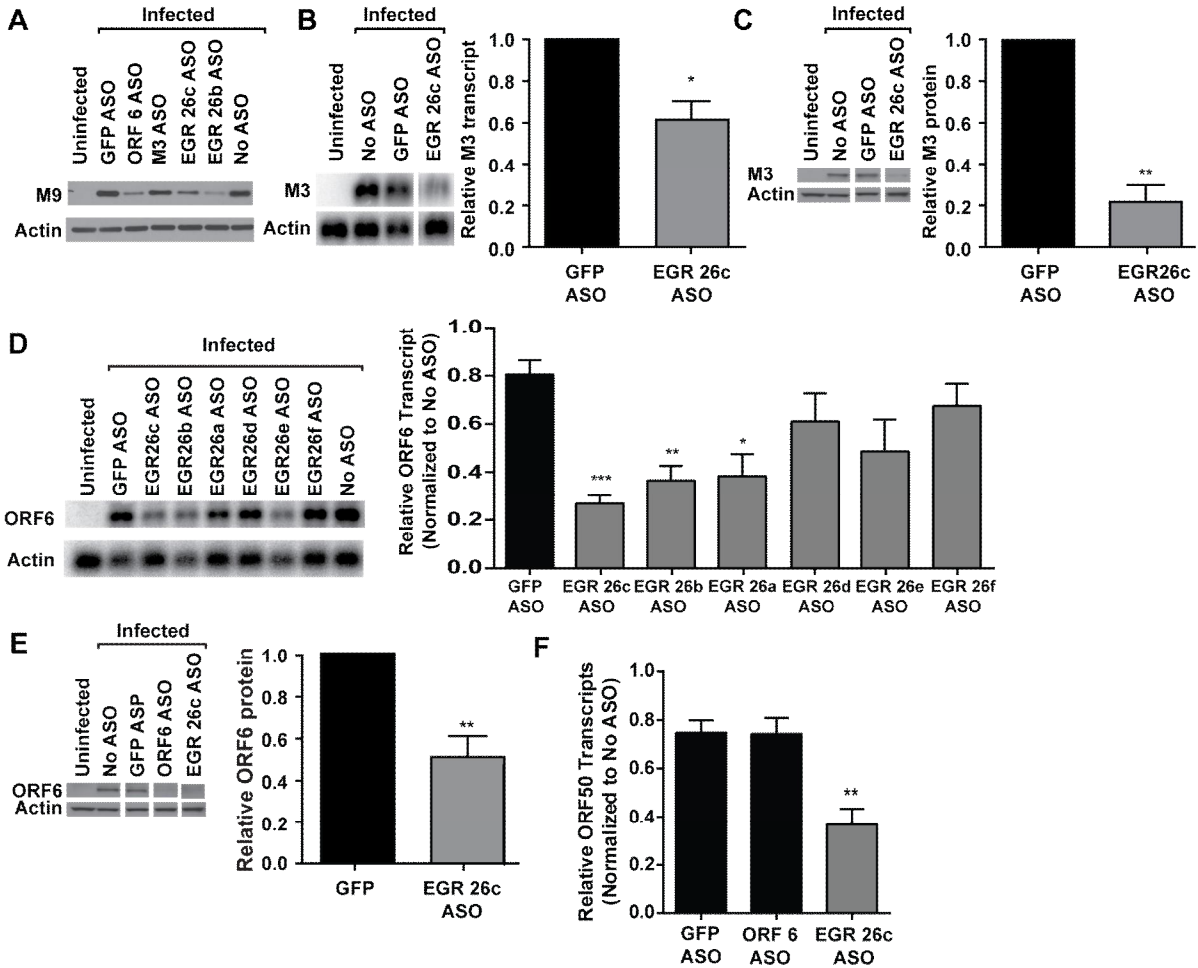 A
Infected
Uninfected
GFP ASO
ORF 6 ASO
M3 ASO
EGR 26c ASO
EGR 26b ASO
No ASO
M9
Actin
B
Infected
Uninfected
No ASO
GFP ASO
EGR 26c ASO
M3
Actin
Relative M3 transcript
1.0
0.8
0.6
0.4
0.2
0.0
*
GFP
ASO
EGR 26c
ASO
C
Infected
Uninfected
No ASO
GFP ASO
EGR 26c ASO
M3
Actin
Relative M3 protein
1.0
0.8
0.6
0.4
0.2
0.0
**
GFP
ASO
EGR26c
ASO
D
Infected
Uninfected
GFP ASO
EGR26c ASO
EGR26b ASO
EGR26a ASO
EGR26d ASO
EGR26e ASO
EGR26f ASO
No ASO
ORF6
Actin
Relative ORF6 Transcript
(Normalized to No ASO)
1.0
0.8
0.6
0.4
0.2
0.0
***
**
*
GFP
ASO
EGR 26c
ASO
EGR 26b
ASO
EGR 26a
ASO
EGR 26d
ASO
EGR 26e
ASO
EGR 26f
ASO
E
Infected
Uninfected
No ASO
GFP ASP
ORF6 ASO
EGR 26c ASO
ORF6
Actin
Relative ORF6 protein
1.0
0.8
0.6
0.4
0.2
0.0
**
GFP
EGR 26c
ASO
F
Relative ORF50 Transcripts
(Normalized to No ASO)
1.0
0.8
0.6
0.4
0.2
0.0
**
GFP
ASO
ORF 6
ASO
EGR 26c
ASO